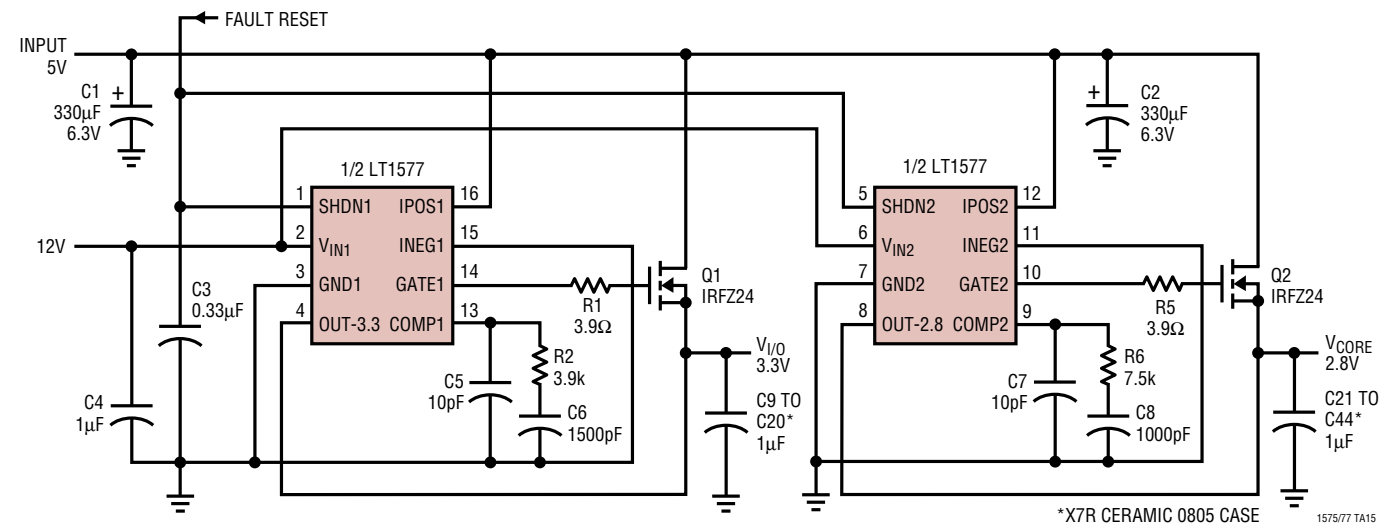 FAULT RESET
INPUT
5V
C1
330µF
6.3V
+
+
C2
330µF
6.3V
1/2 LT1577
1/2 LT1577
1
SHDN1
IPOS1
16
12V
2
VIN1
INEG1
15
3
GND1
GATE1
14
4
OUT-3.3
COMP1
13
5
SHDN2
IPOS2
12
6
VIN2
INEG2
11
7
GND2
GATE2
10
8
OUT-2.8
COMP2
9
C3
0.33µF
C4
1µF
R1
3.9Ω
Q1
IRFZ24
R2
3.9k
C5
10pF
C6
1500pF
VI/O
3.3V
C9 TO
C20*
1µF
R5
3.9Ω
Q2
IRFZ24
R6
7.5k
C7
10pF
C8
1000pF
VCORE
2.8V
C21 TO
C44*
1µF
*X7R CERAMIC 0805 CASE
1575/77 TA15